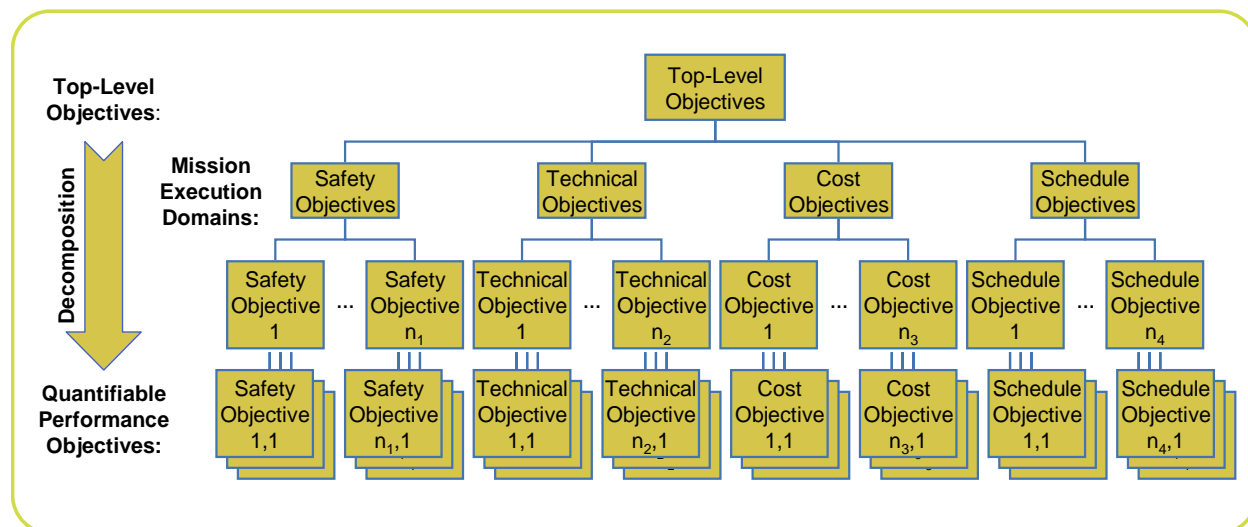 Top-Level
Objectives:
Top-Level
Objectives
Decomposition
Mission
Execution
Domains:
Safety
Objectives
Technical
Objectives
Cost
Objectives
Schedule
Objectives
Safety
Objective
1
...
Safety
Objective
n₁
Technical
Objective
1
...
Technical
Objective
n₂
Cost
Objective
1
...
Cost
Objective
n₃
Schedule
Objective
1
...
Schedule
Objective
n₄
Quantifiable
Performance
Objectives:
Safety
Objective
1,1
Safety
Objective
n₁,1
Technical
Objective
1,1
Technical
Objective
n₂,1
Cost
Objective
1,1
Cost
Objective
n₃,1
Schedule
Objective
1,1
Schedule
Objective
n₄,1